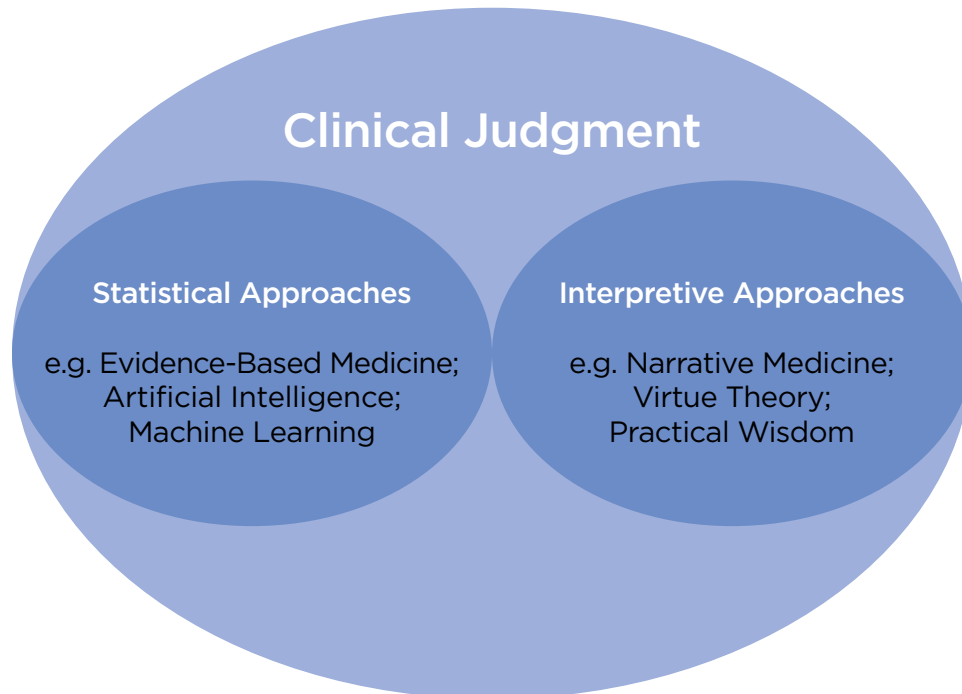 Clinical Judgment
Statistical Approaches
e.g. Evidence-Based Medicine;
Artificial Intelligence;
Machine Learning
Interpretive Approaches
e.g. Narrative Medicine;
Virtue Theory;
Practical Wisdom